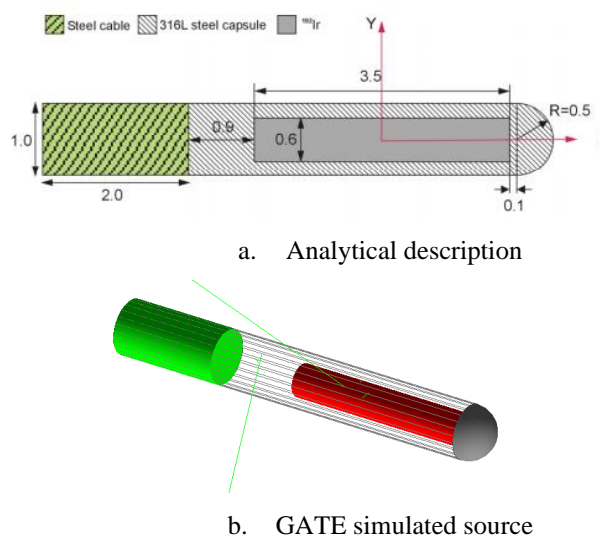 Steel cable 316L steel capsule ¹⁹²Ir
Y
3.5
R=0.5
1.0
0.9
0.6
2.0
0.1
a. Analytical description
b. GATE simulated source